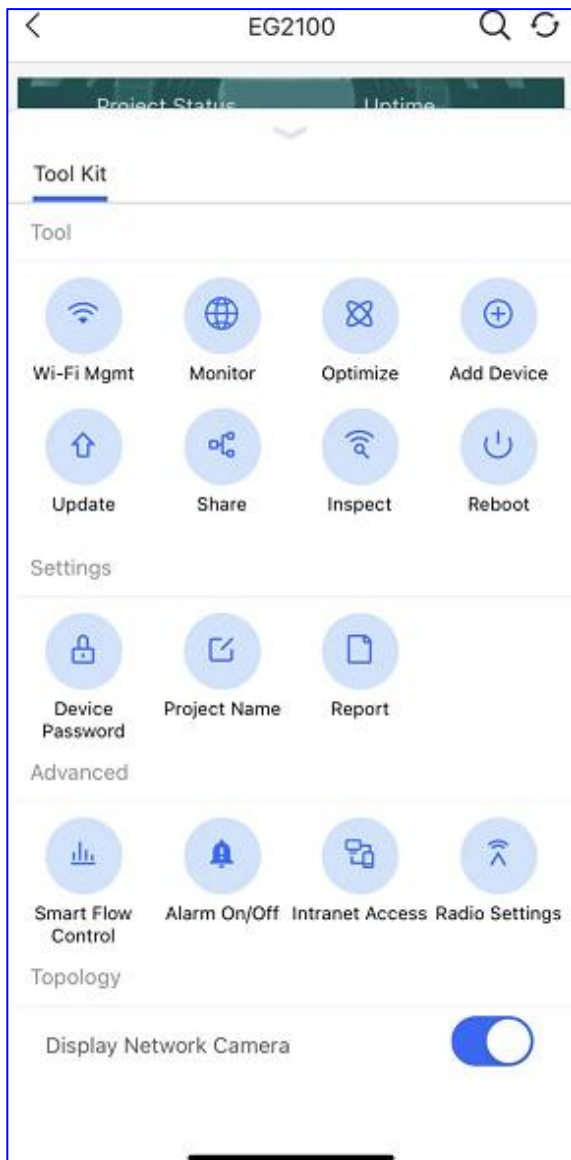 EG2100
Project Status Uptime
Tool Kit
Tool
Wi-Fi Mgmt Monitor Optimize Add Device
Update Share Inspect Reboot
Settings
Device Password Project Name Report
Advanced
Smart Flow Control Alarm On/Off Intranet Access Radio Settings
Topology
Display Network Camera